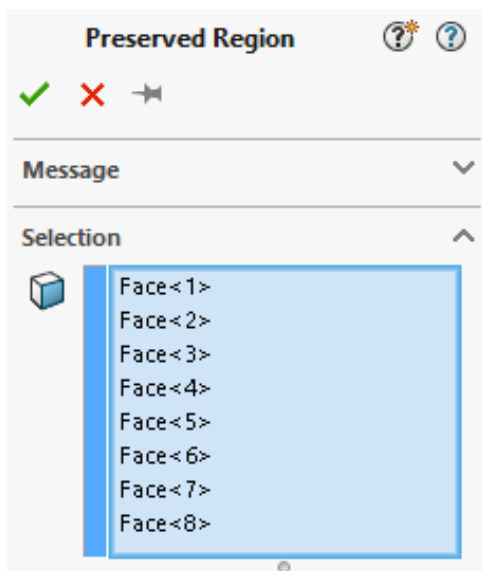 Preserved Region
Message
Selection
Face<1>
Face<2>
Face<3>
Face<4>
Face<5>
Face<6>
Face<7>
Face<8>